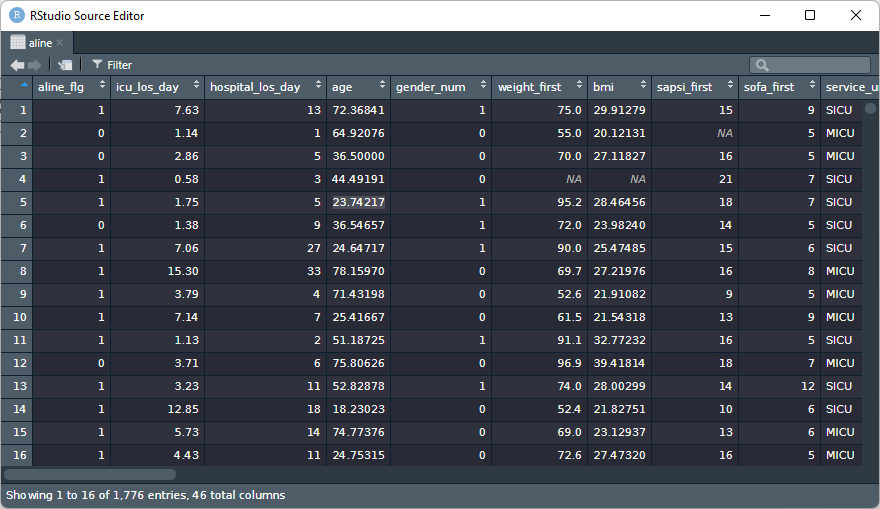 R RStudio Source Editor
aline
Filter
aline_flg icu_los_day hospital_los_day age gender_num weight_first bmi sapsi_first sofa_first service_u
1 1 7.63 13 72.36841 1 75.0 29.91279 15 9 SICU
2 0 1.14 1 64.92076 0 55.0 20.12131 NA 5 MICU
3 0 2.86 5 36.50000 0 70.0 27.11827 16 5 MICU
4 1 0.58 3 44.49191 0 NA NA 21 7 SICU
5 1 1.75 5 23.74217 1 95.2 28.46456 18 7 SICU
6 0 1.38 9 36.54657 1 72.0 23.98240 14 5 SICU
7 1 7.06 27 24.64717 1 90.0 25.47485 15 6 SICU
8 1 15.30 33 78.15970 0 69.7 27.21976 16 8 MICU
9 1 3.79 4 71.43198 0 52.6 21.91082 9 5 MICU
10 1 7.14 7 25.41667 0 61.5 21.54318 13 9 MICU
11 1 1.13 2 51.18725 1 91.1 32.77232 16 5 SICU
12 0 3.71 6 75.80626 0 96.9 39.41814 18 7 MICU
13 1 3.23 11 52.82878 1 74.0 28.00299 14 12 SICU
14 1 12.85 18 18.23023 0 52.4 21.82751 10 6 SICU
15 1 5.73 14 74.77376 0 69.0 23.12937 13 6 MICU
16 1 4.43 11 24.75315 0 72.6 27.47320 16 5 MICU
Showing 1 to 16 of 1,776 entries, 46 total columns